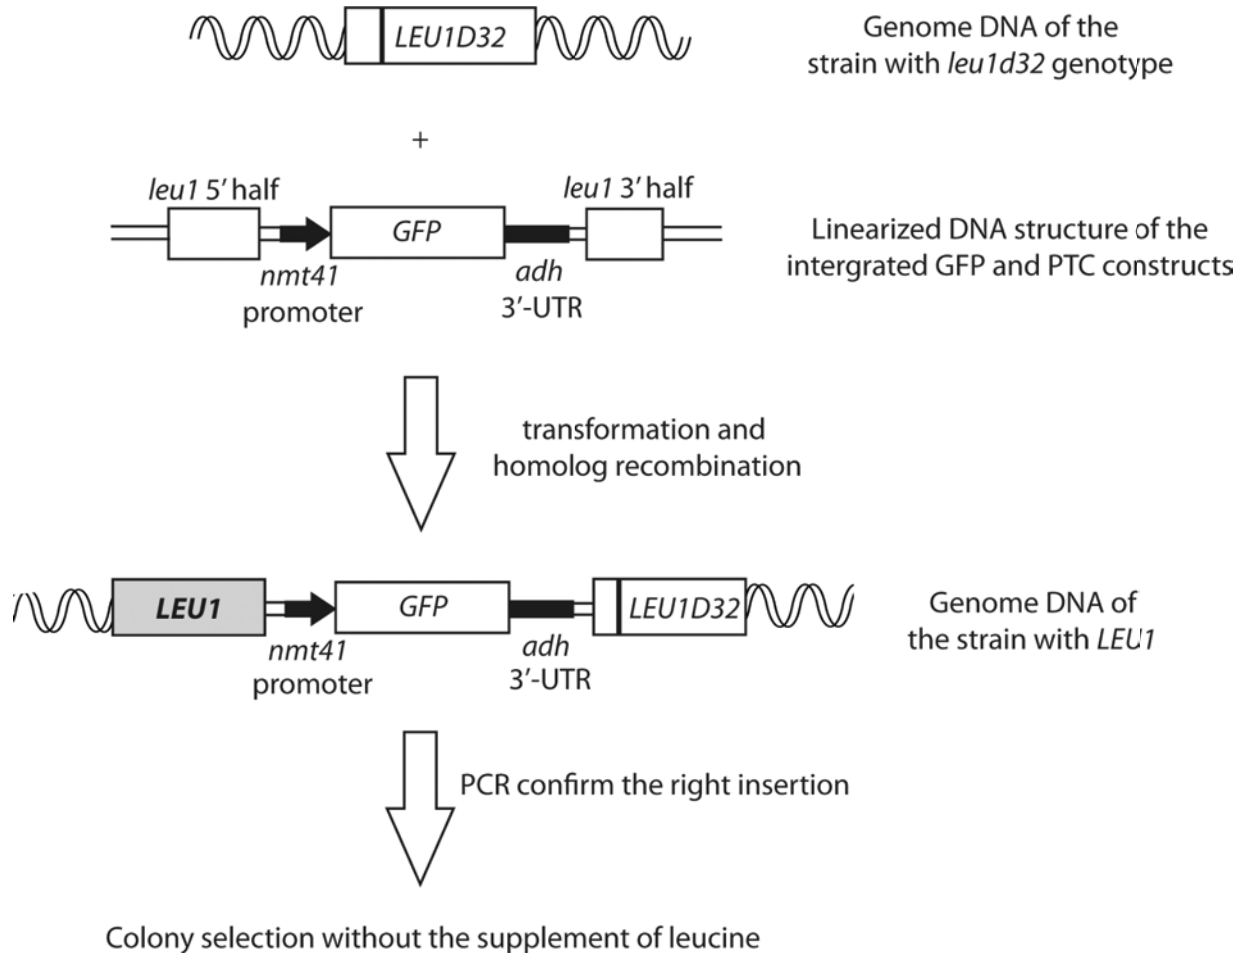 LEU1D32
Genome DNA of the
strain with leu1d32 genotype
+
leu1 5' half
leu1 3' half
GFP
nmt41
promoter
adh
3'-UTR
Linearized DNA structure of the
intergrated GFP and PTC constructs
transformation and
homolog recombination
LEU1
GFP
LEU1D32
nmt41
promoter
adh
3'-UTR
Genome DNA of
the strain with LEU1
PCR confirm the right insertion
Colony selection without the supplement of leucine